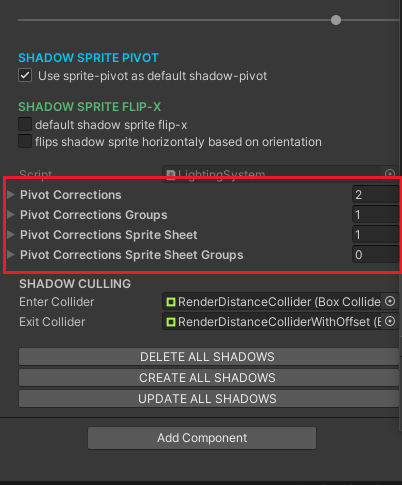 SHADOW SPRITE PIVOT
Use sprite-pivot as default shadow-pivot
SHADOW SPRITE FLIP-X
default shadow sprite flip-x
flips shadow sprite horizontaly based on orientation
Script LightingSystem
Pivot Corrections 2
Pivot Corrections Groups 1
Pivot Corrections Sprite Sheet 1
Pivot Corrections Sprite Sheet Groups 0
SHADOW CULLING
Enter Collider RenderDistanceCollider (Box Collide
Exit Collider RenderDistanceColliderWithOffset (B
DELETE ALL SHADOWS
CREATE ALL SHADOWS
UPDATE ALL SHADOWS
Add Component